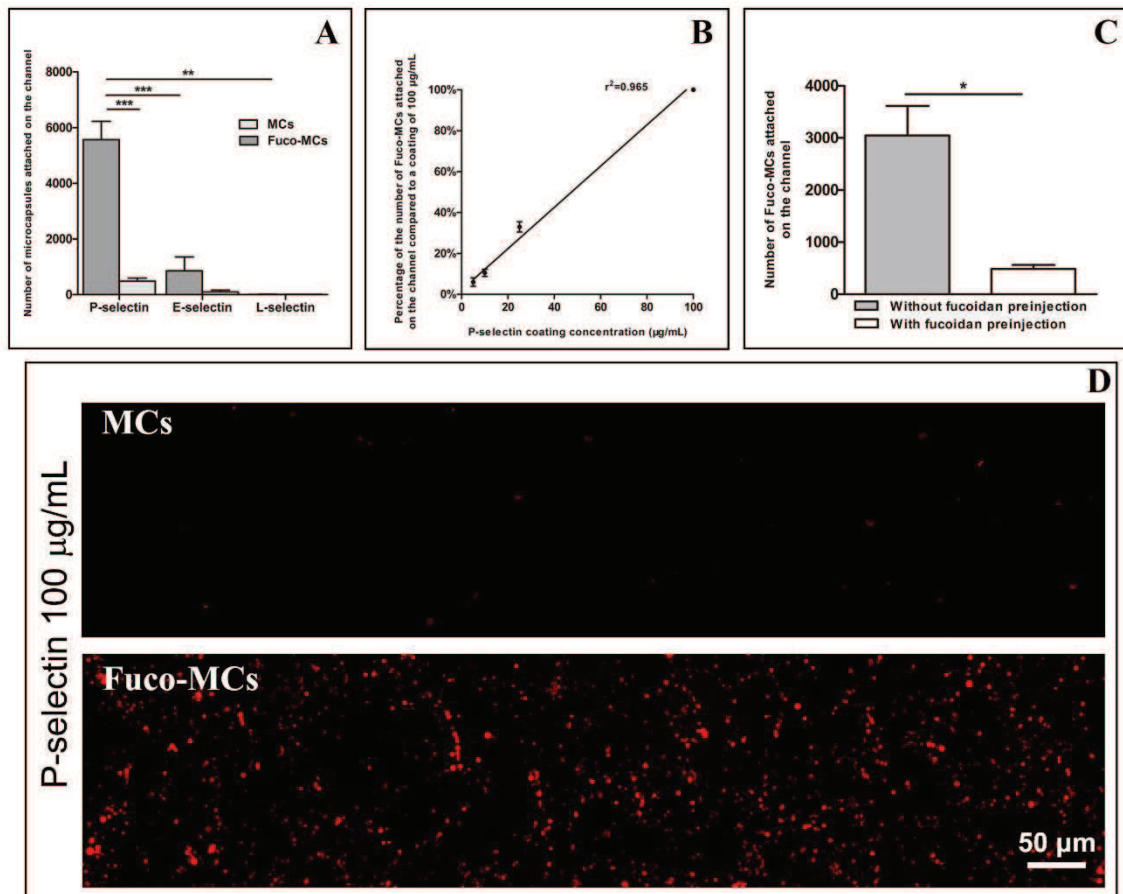 A
Number of microcapsules attached on the channel
8000
6000
4000
2000
0
**
***
***
MCs
Fuco-MCs
P-selectin
E-selectin
L-selectin
B
Percentage of the number of Fuco-MCs attached
on the channel compared to a coating of 100 µg/mL
100%
80%
60%
40%
20%
0%
r²=0.965
0
20
40
60
80
100
P-selectin coating concentration (µg/mL)
C
Number of Fuco-MCs attached
on the channel
4000
3000
2000
1000
0
*
Without fucoidan preinjection
With fucoidan preinjection
D
P-selectin 100 µg/mL
MCs
Fuco-MCs
50 µm